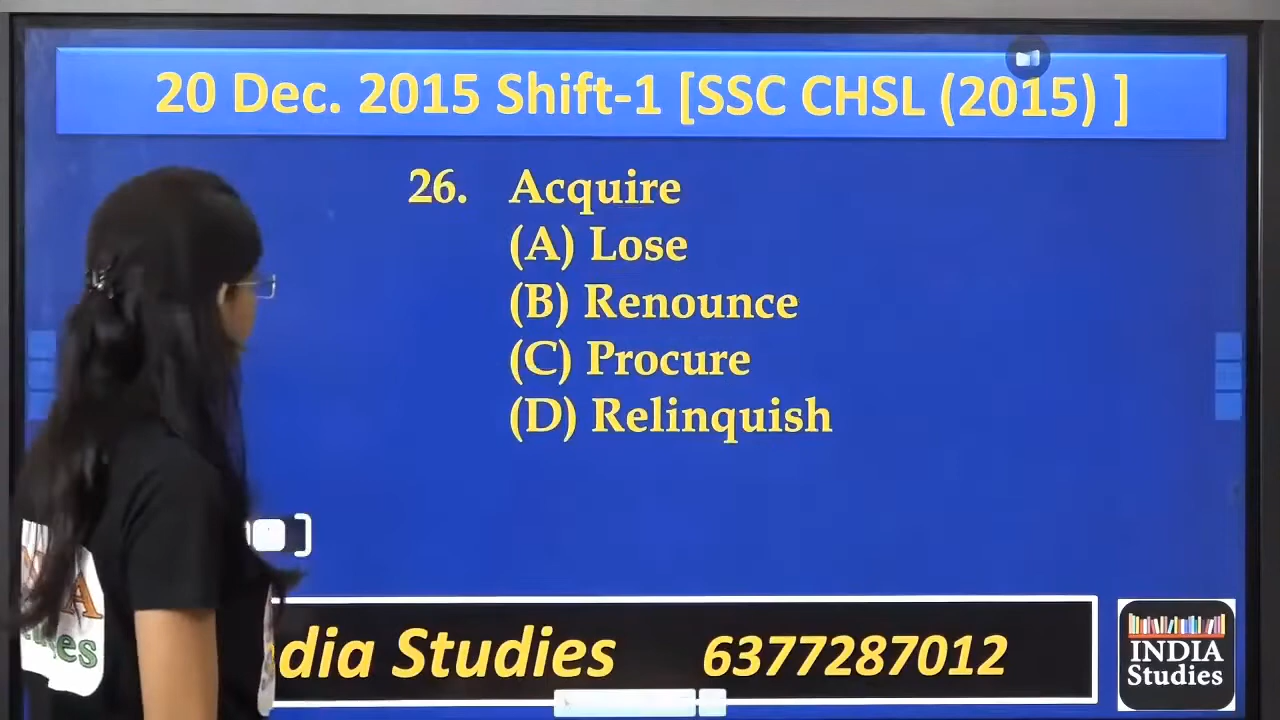 20 Dec. 2015 Shift-1 [SSC CHSL (2015) ]
26. Acquire
(A) Lose
(B) Renounce
(C) Procure
(D) Relinquish
dia Studies 6377287012
INDIA
Studies